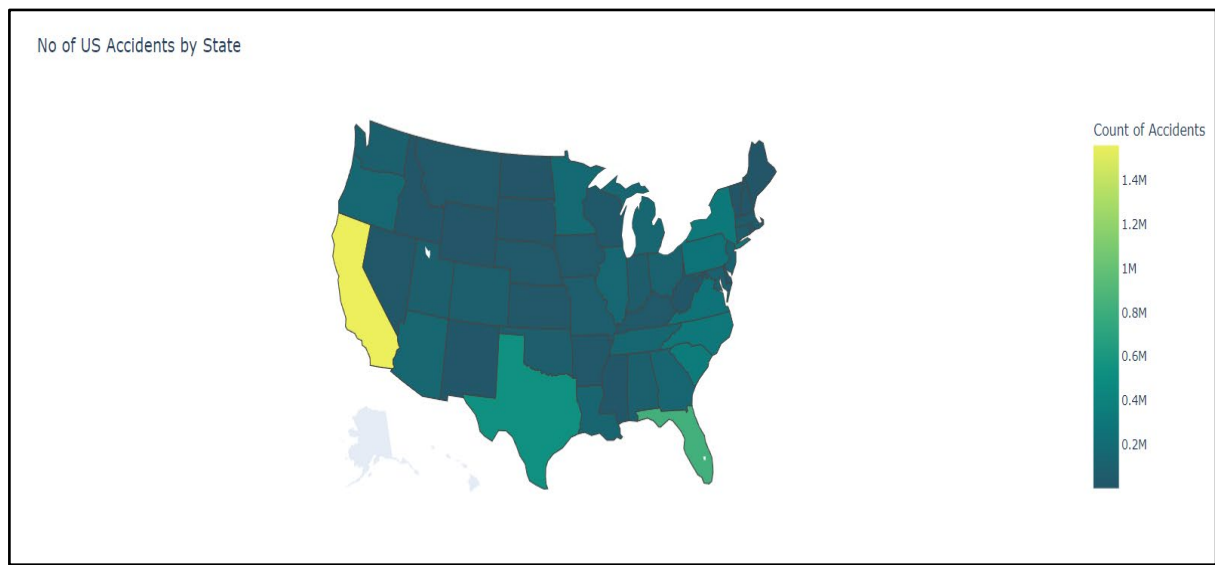 No of US Accidents by State
Count of Accidents
1.4M
1.2M
1M
0.8M
0.6M
0.4M
0.2M